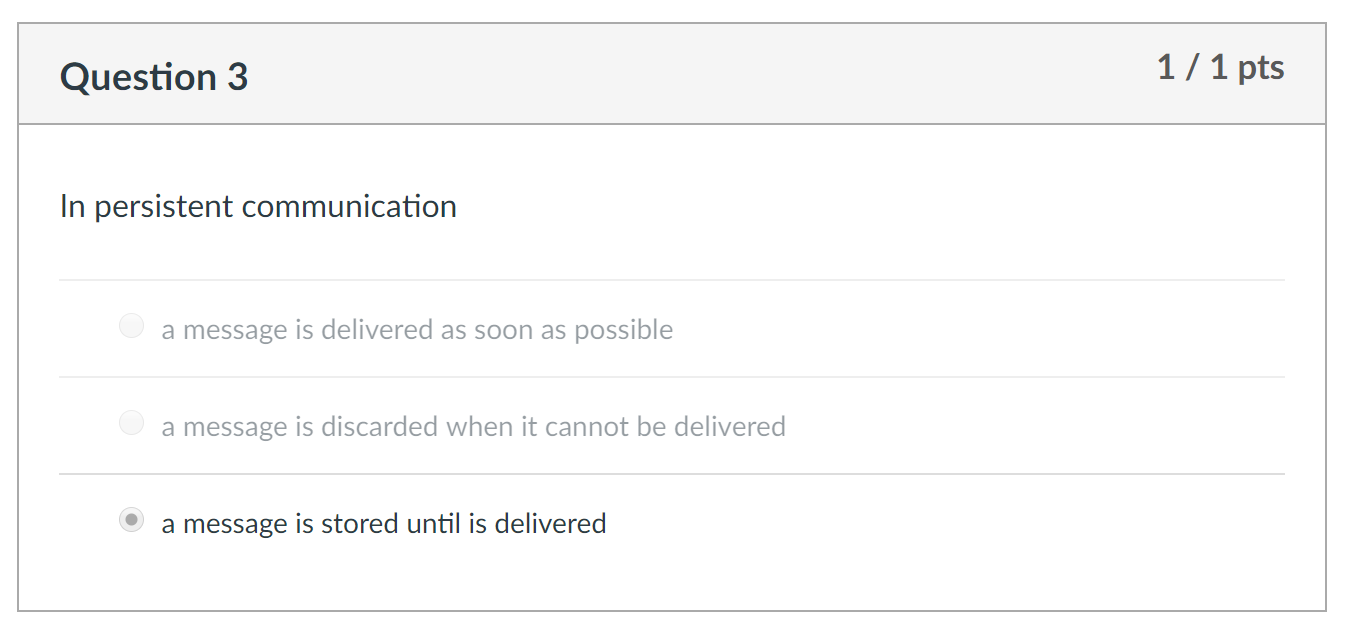 Question 3
1 / 1 pts
In persistent communication
a message is delivered as soon as possible
a message is discarded when it cannot be delivered
a message is stored until is delivered